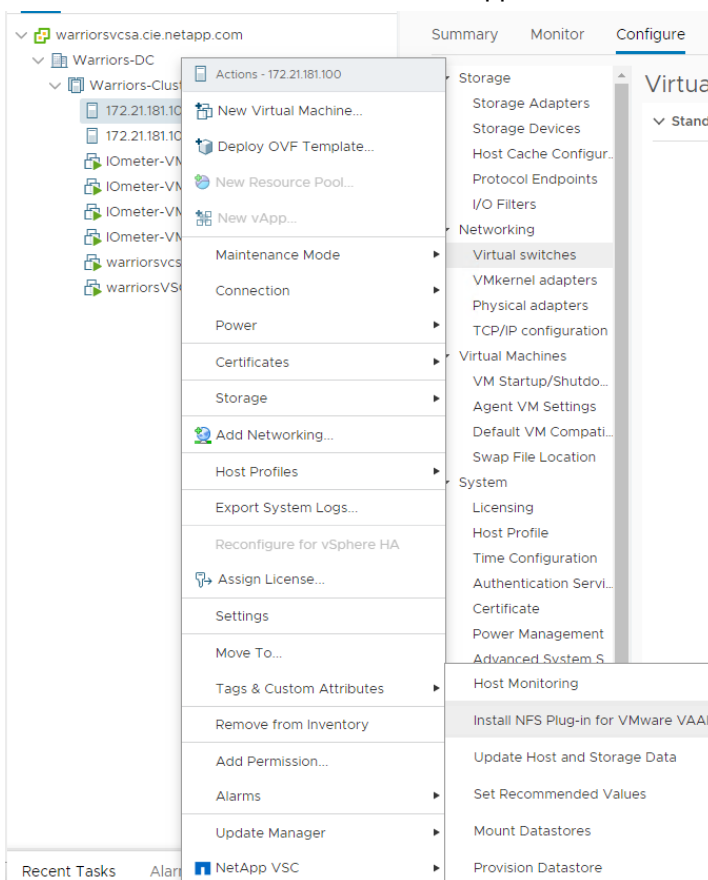 warriorsvcsa.cie.netapp.com
Warriors-DC
Warriors-Clust
172.21.181.10
172.21.181.10
IOmeter-VM
IOmeter-VM
IOmeter-VM
IOmeter-VM
warriorsvcs
warriorsVSC
Actions - 172.21.181.100
New Virtual Machine...
Deploy OVF Template...
New Resource Pool...
New vApp...
Maintenance Mode
Connection
Power
Certificates
Storage
Add Networking...
Host Profiles
Export System Logs...
Reconfigure for vSphere HA
Assign License...
Settings
Move To...
Tags & Custom Attributes
Remove from Inventory
Add Permission...
Alarms
Update Manager
NetApp VSC
Summary Monitor Configure
Storage
Storage Adapters
Storage Devices
Host Cache Configur...
Protocol Endpoints
I/O Filters
Networking
Virtual switches
VMkernel adapters
Physical adapters
TCP/IP configuration
Virtual Machines
VM Startup/Shutdo...
Agent VM Settings
Default VM Compati...
Swap File Location
System
Licensing
Host Profile
Time Configuration
Authentication Servi...
Certificate
Power Management
Advanced System S
Host Monitoring
Install NFS Plug-in for VMware VAAI
Update Host and Storage Data
Set Recommended Values
Mount Datastores
Provision Datastore
Virtua
Stand
Recent Tasks Alar